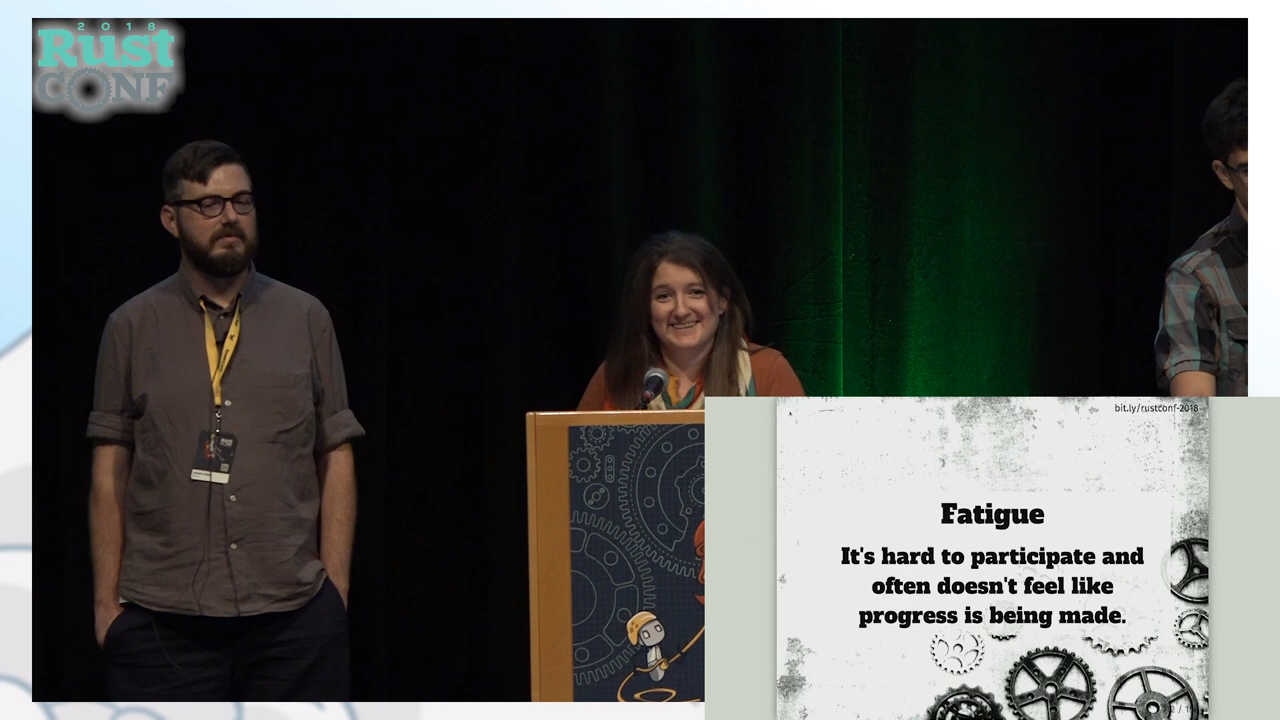 2018
Rust
CONF
bit.ly/rustconf-2018
Fatigue
It's hard to participate and
often doesn't feel like
progress is being made.